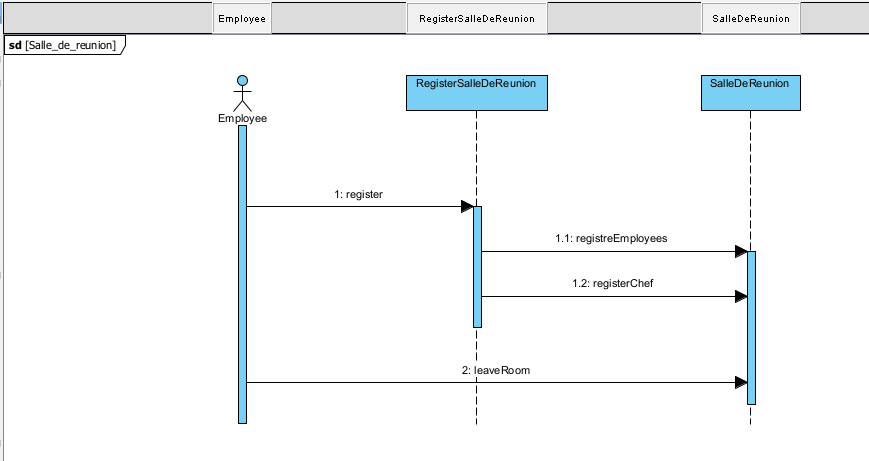 Employee RegisterSalleDeReunion SalleDeReunion
sd [Salle_de_reunion]
RegisterSalleDeReunion SalleDeReunion
Employee
1: register
1.1: registreEmployees
1.2: registerChef
2: leaveRoom